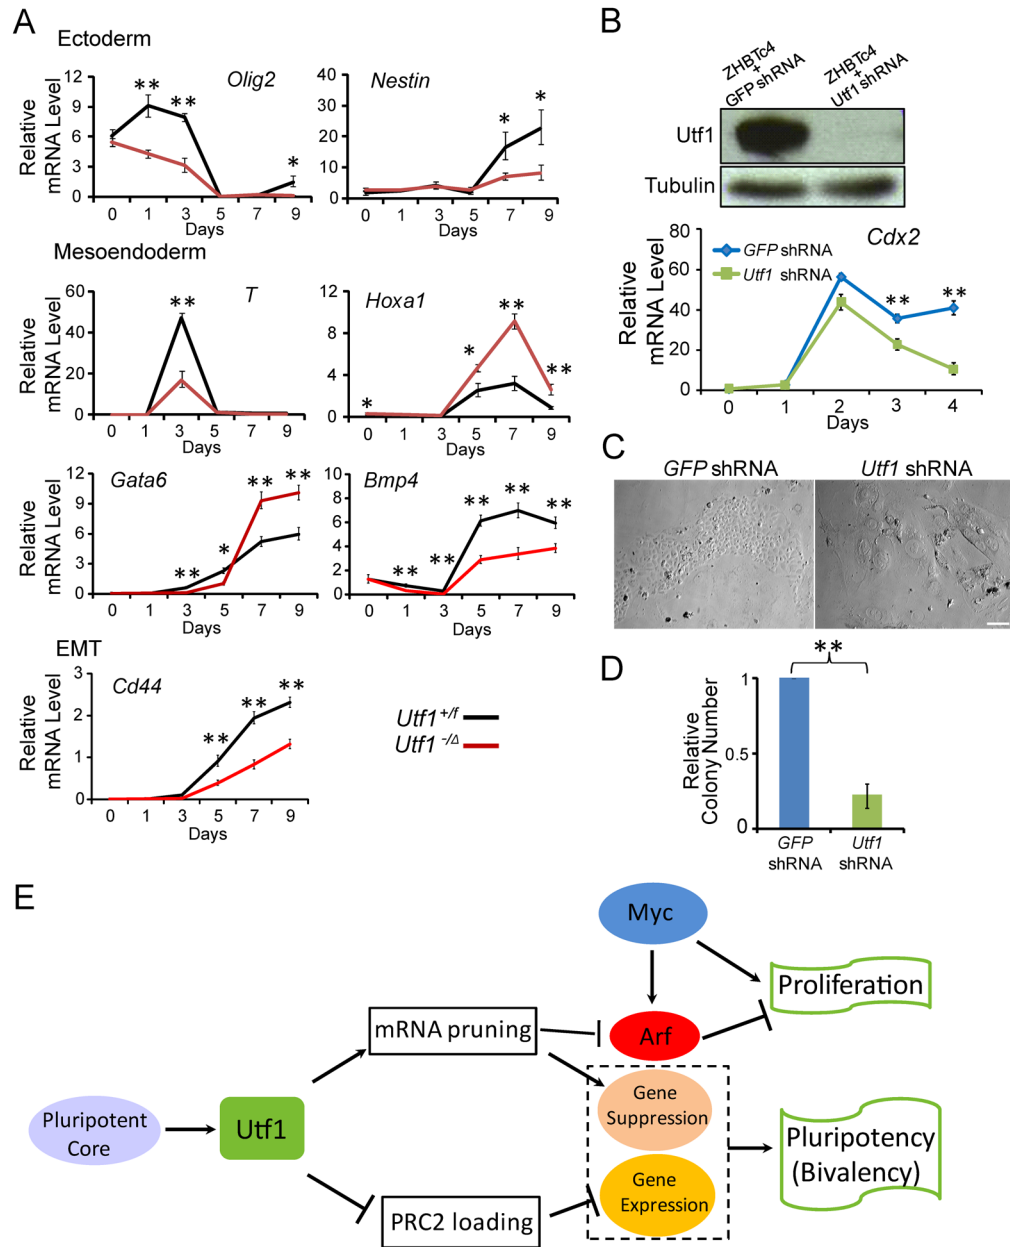 A
Ectoderm
Relative
mRNA Level
12
9
6
3
0
Olig2
**
**
*
0 1 3 5 7 9
Days
40
30
20
10
0
Nestin
*
*
0 1 3 5 7 9
Days
Mesoendoderm
Relative
mRNA Level
60
40
20
0
T
**
0 1 3 5 7 9
Days
12
8
4
0
Hoxa1
*
*
**
**
0 1 3 5 7 9
Days
Relative
mRNA Level
12
9
6
3
0
Gata6
**
*
**
**
0 1 3 5 7 9
Days
10
8
6
4
2
0
Bmp4
**
**
**
**
**
0 1 3 5 7 9
Days
EMT
Relative
mRNA Level
3
2
1
0
Cd44
**
**
**
0 1 3 5 7 9
Days
Utf1+/f
Utf1-/Δ
B
ZHBTc4
+
GFP shRNA
ZHBTc4
+
Utf1 shRNA
Utf1
Tubulin
Relative
mRNA Level
80
60
40
20
0
Cdx2
GFP shRNA
Utf1 shRNA
**
**
0 1 2 3 4
Days
C
GFP shRNA
Utf1 shRNA
D
Relative
Colony Number
1
0.5
0
**
GFP
shRNA
Utf1
shRNA
E
Myc
Proliferation
mRNA pruning
Arf
Pluripotent
Core
Utf1
Gene
Suppression
Pluripotency
(Bivalency)
Gene
Expression
PRC2 loading